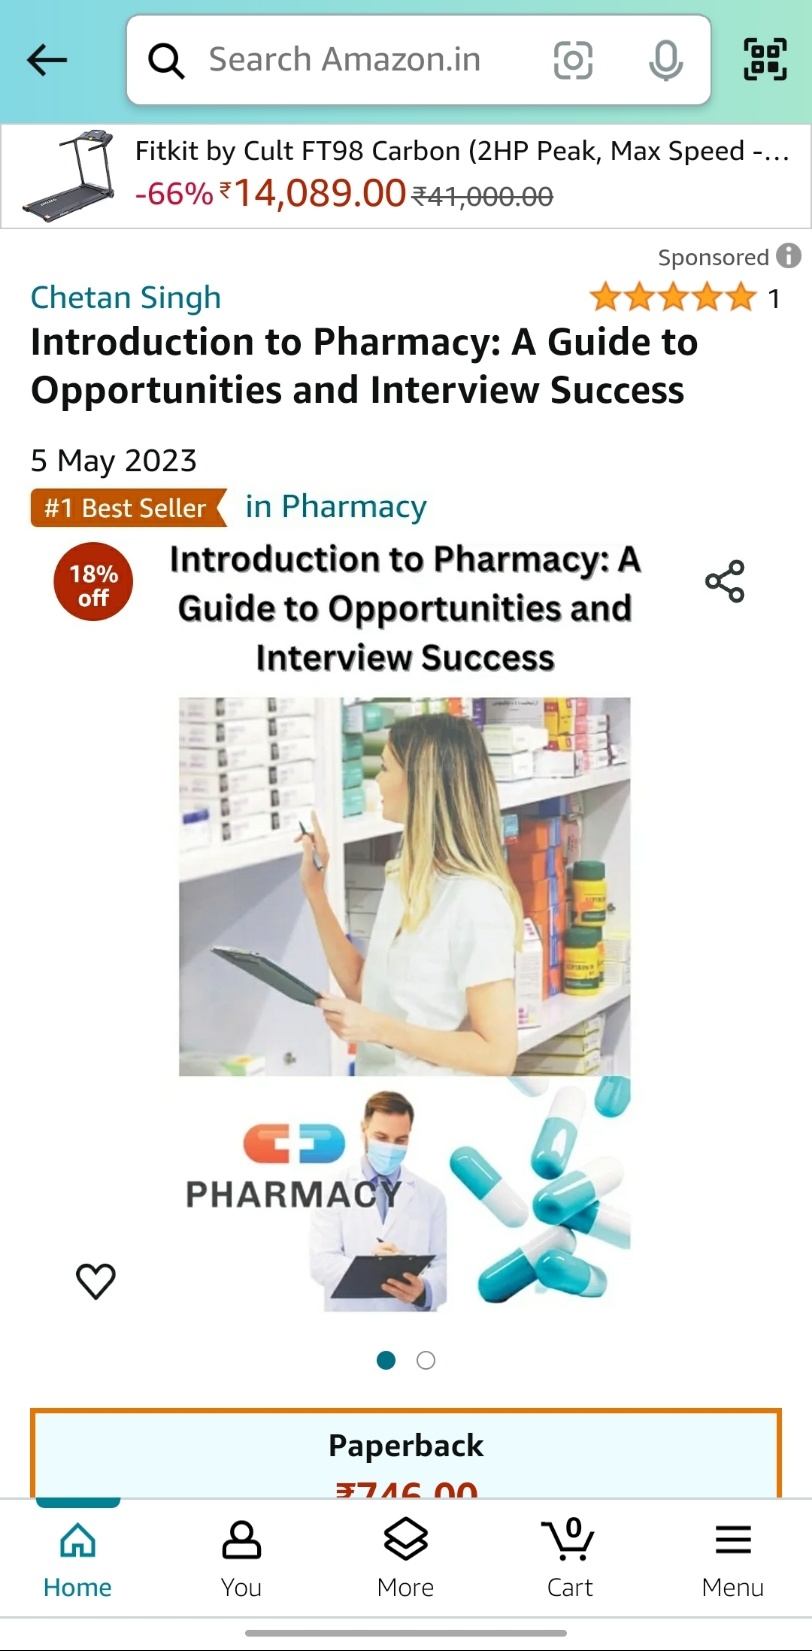 Search Amazon.in
Fitkit by Cult FT98 Carbon (2HP Peak, Max Speed -...
-66% ₹14,089.00 ₹41,000.00
Sponsored
Chetan Singh
1
Introduction to Pharmacy: A Guide to
Opportunities and Interview Success
5 May 2023
#1 Best Seller in Pharmacy
18%
off
Introduction to Pharmacy: A
Guide to Opportunities and
Interview Success
PHARMACY
Paperback
₹746.00
0
Home
You
More
Cart
Menu